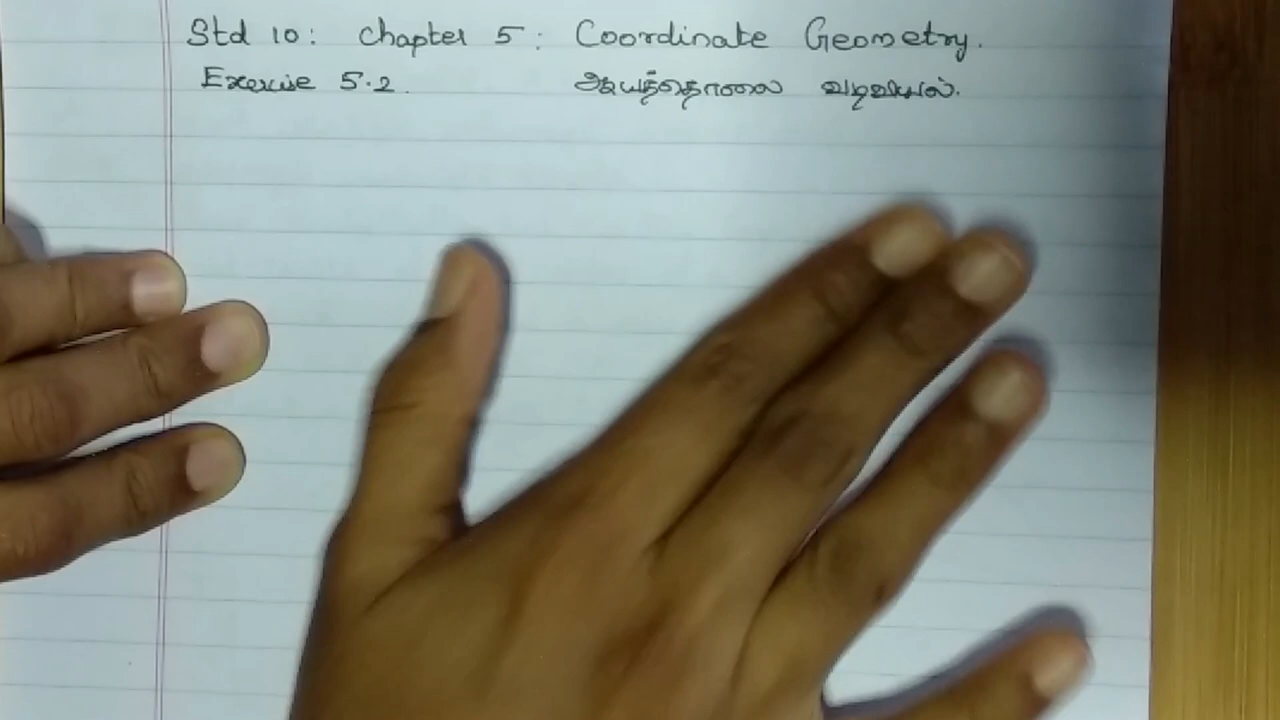 Std 10: Chapter 5: Coordinate Geometry.
Exercise 5.2. ஆயத்தொலை வடிவியல்.